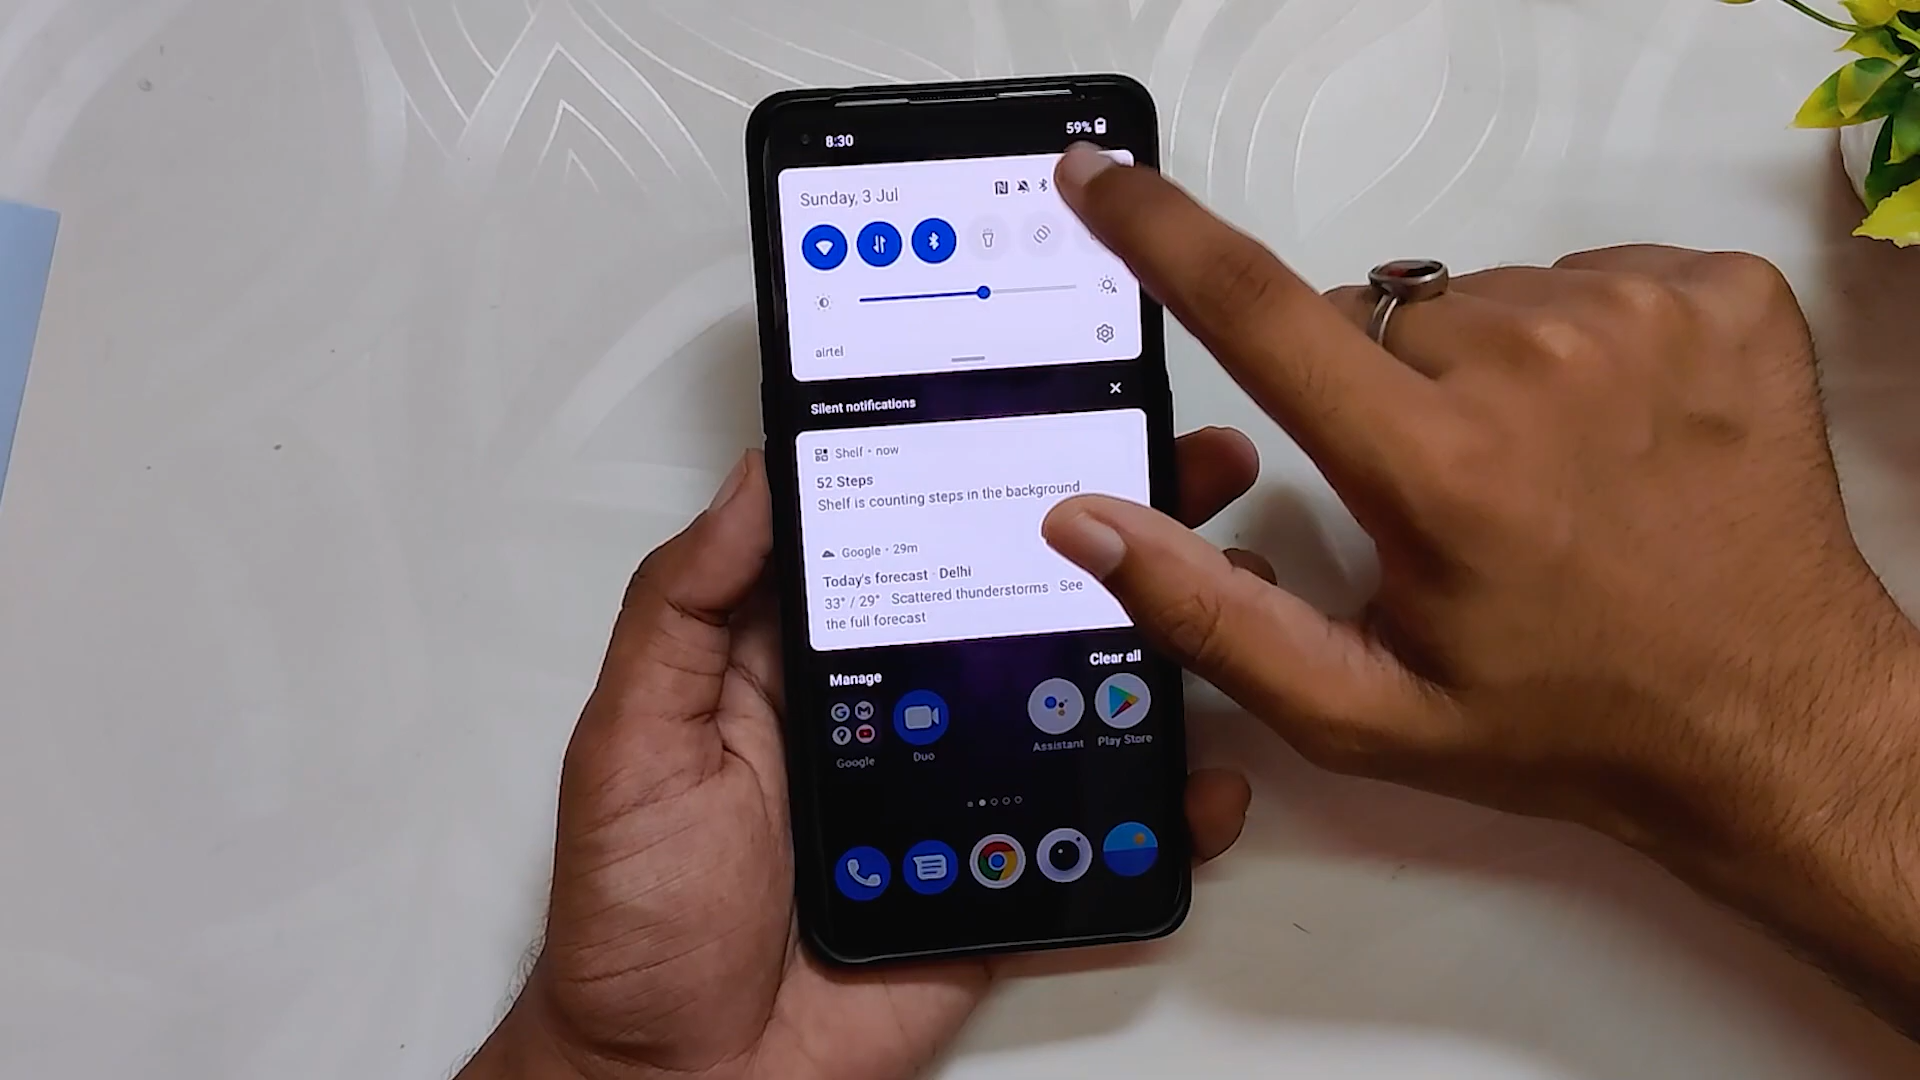 8:30
59%
Sunday, 3 Jul
airtel
Silent notifications
Shelf • now
52 Steps
Shelf is counting steps in the background
Google • 29m
Today's forecast · Delhi
33° / 29° Scattered thunderstorms See
the full forecast
Manage
Clear all
Google
Duo
Assistant
Play Store